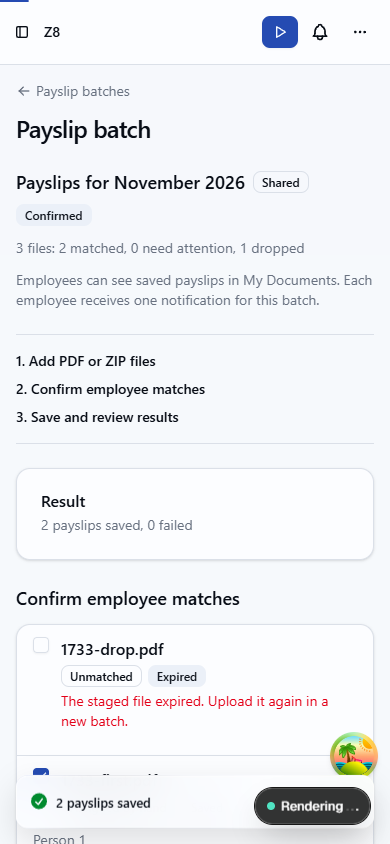 Z8
← Payslip batches
Payslip batch
Payslips for November 2026 Shared
Confirmed
3 files: 2 matched, 0 need attention, 1 dropped
Employees can see saved payslips in My Documents. Each
employee receives one notification for this batch.
1. Add PDF or ZIP files
2. Confirm employee matches
3. Save and review results
Result
2 payslips saved, 0 failed
Confirm employee matches
1733-drop.pdf
Unmatched Expired
The staged file expired. Upload it again in a
new batch.
2 payslips saved
Rendering ...
Person 1